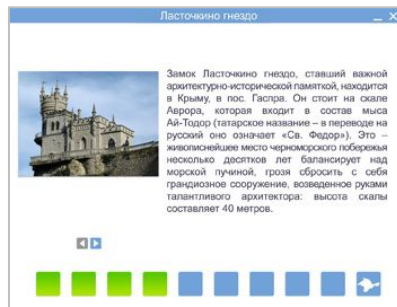 Ласточкино гнездо
Замок Ласточкино гнездо, ставший важной
архитектурно-исторической памяткой, находится
в Крыму, в пос. Гаспра. Он стоит на скале
Аврора, которая входит в состав мыса
Ай-Тодор (татарское название – в переводе на
русский оно означает «Св. Федор»). Это –
живописнейшее место черноморского побережья
несколько десятков лет балансирует над
морской пучиной, грозя сбросить с себя
грандиозное сооружение, возведенное руками
талантливого архитектора: высота скалы
составляет 40 метров.